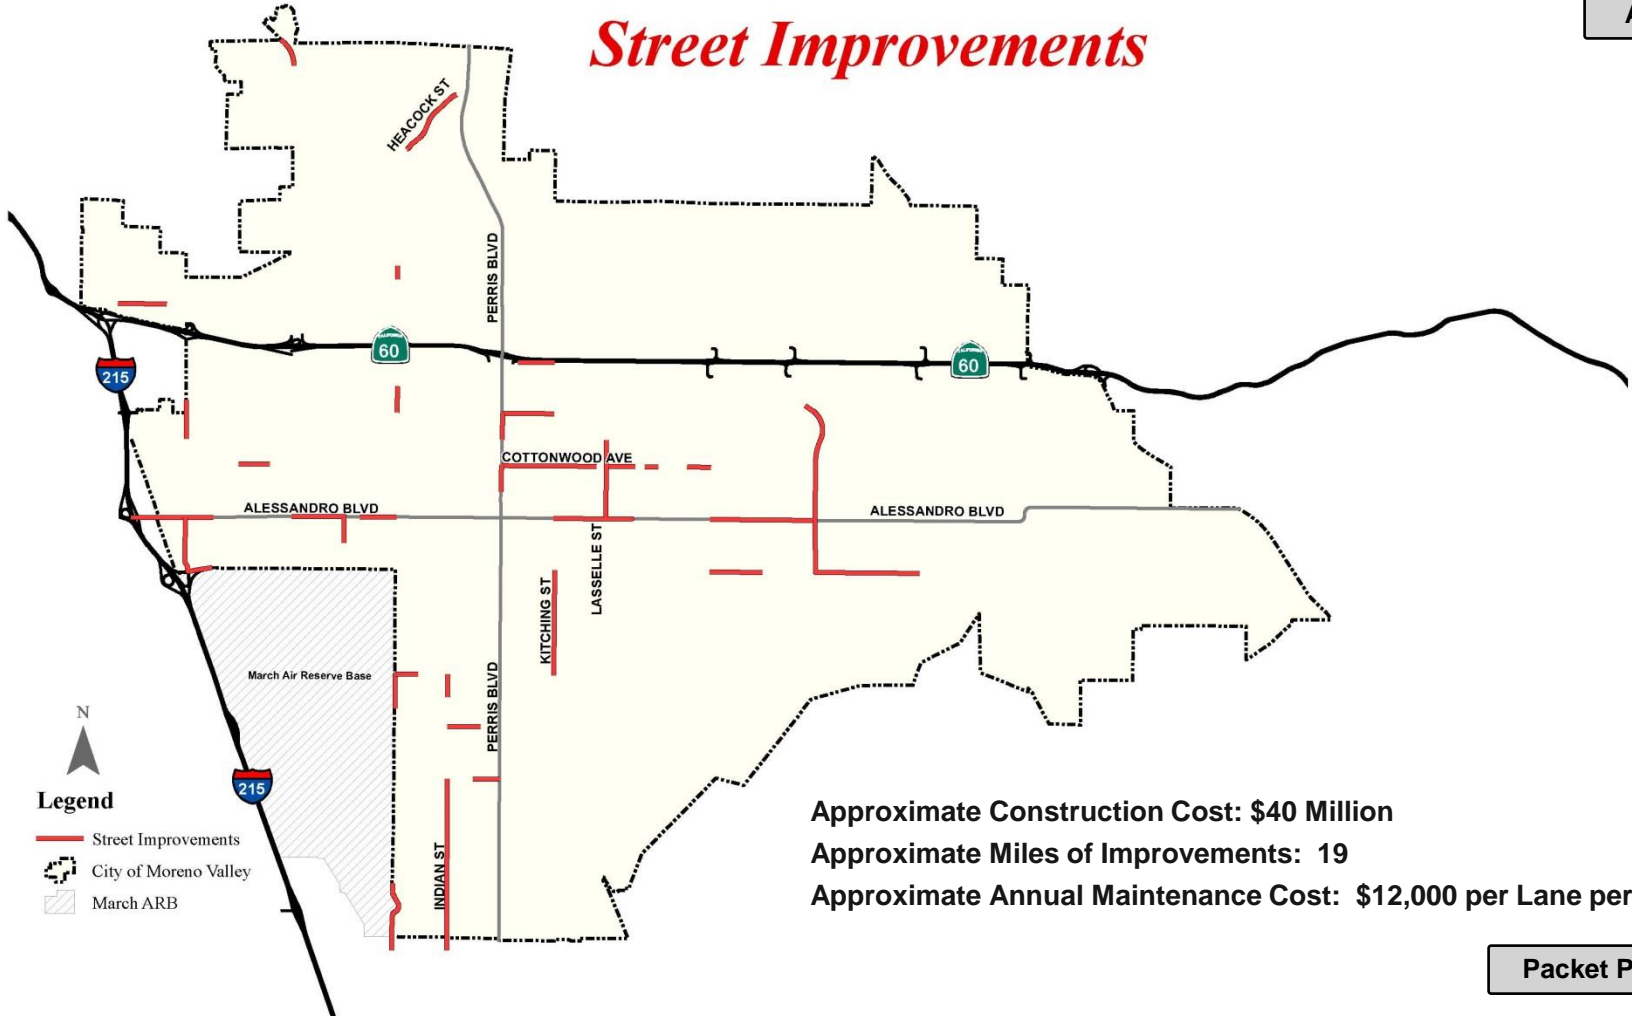 A
Street Improvements
HEACOCK ST
PERRIS BLVD
CALIFORNIA
60
CALIFORNIA
60
215
COTTONWOOD AVE
ALESSANDRO BLVD
ALESSANDRO BLVD
LASSELLE ST
KITCHING ST
March Air Reserve Base
PERRIS BLVD
N
215
INDIAN ST
Legend
Street Improvements
City of Moreno Valley
March ARB
Approximate Construction Cost: $40 Million
Approximate Miles of Improvements: 19
Approximate Annual Maintenance Cost: $12,000 per Lane per
Packet P